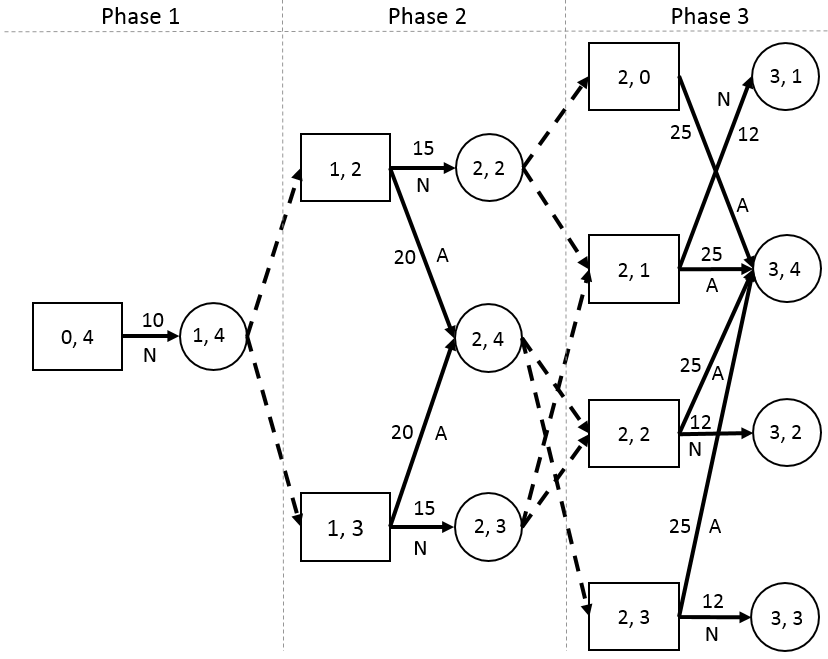 Phase 1
Phase 2
Phase 3
0, 4
10
N
1, 4
1, 2
15
N
2, 2
20
A
2, 4
20
A
1, 3
15
N
2, 3
2, 0
25
A
N
12
3, 1
2, 1
25
A
3, 4
25
A
2, 2
12
N
3, 2
25
A
2, 3
12
N
3, 3